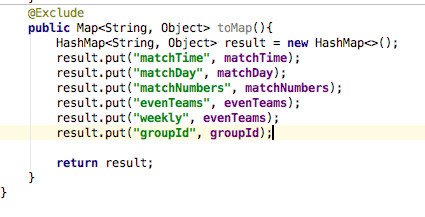 @Exclude
public Map<String, Object> toMap(){
HashMap<String, Object> result = new HashMap<>();
result.put("matchTime", matchTime);
result.put("matchDay", matchDay);
result.put("matchNumbers", matchNumbers);
result.put("evenTeams", evenTeams);
result.put("weekly", evenTeams);
result.put("groupId", groupId);
return result;
}
}